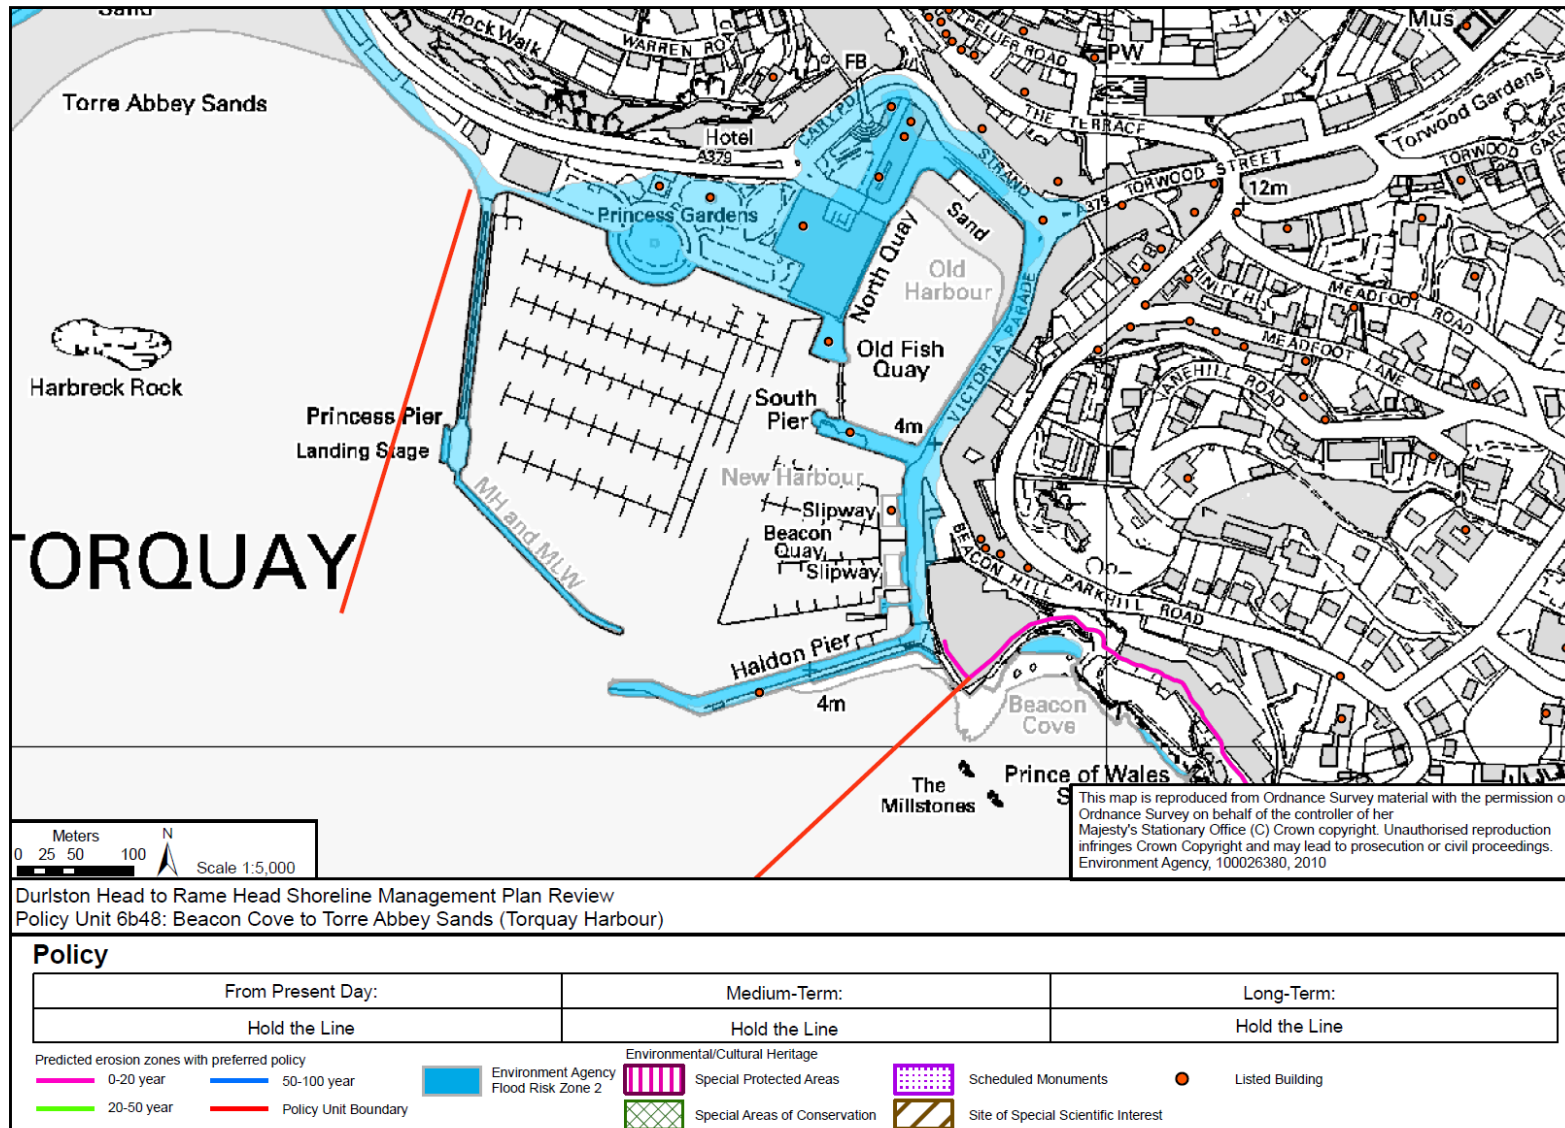 Sand
Rock Walk
WARREN ROAD
PELLIER ROAD
Mus
PW
FB
Torre Abbey Sands
THE TERRACE
Torwood Gardens
Hotel
CARY PD
A379
STRAND
TORWOOD STREET
A379
12m
Princess Gardens
Sand
North Quay
Old
Harbour
VICTORIA PARADE
MEADFOOT ROAD
MEADFOOT LANE
Harbreck Rock
Old Fish
Quay
Princess Pier
Landing Stage
South
Pier
4m
New Harbour
MH and MLW
Slipway
Beacon
Quay
Slipway
TORQUAY
BEACON HILL
PARKHILL ROAD
Haldon Pier
4m
Beacon
Cove
The
Millstones
Prince of Wales
Meters
N
0 25 50 100
Scale 1:5,000
This map is reproduced from Ordnance Survey material with the permission o
Ordnance Survey on behalf of the controller of her
Majesty's Stationary Office (C) Crown copyright. Unauthorised reproduction
infringes Crown Copyright and may lead to prosecution or civil proceedings.
Environment Agency, 100026380, 2010
Durlston Head to Rame Head Shoreline Management Plan Review
Policy Unit 6b48: Beacon Cove to Torre Abbey Sands (Torquay Harbour)
Policy
From Present Day: Medium-Term: Long-Term:
Hold the Line Hold the Line Hold the Line
Predicted erosion zones with preferred policy
0-20 year
50-100 year
20-50 year
Policy Unit Boundary
Environment Agency
Flood Risk Zone 2
Environmental/Cultural Heritage
Special Protected Areas
Scheduled Monuments
Listed Building
Special Areas of Conservation
Site of Special Scientific Interest